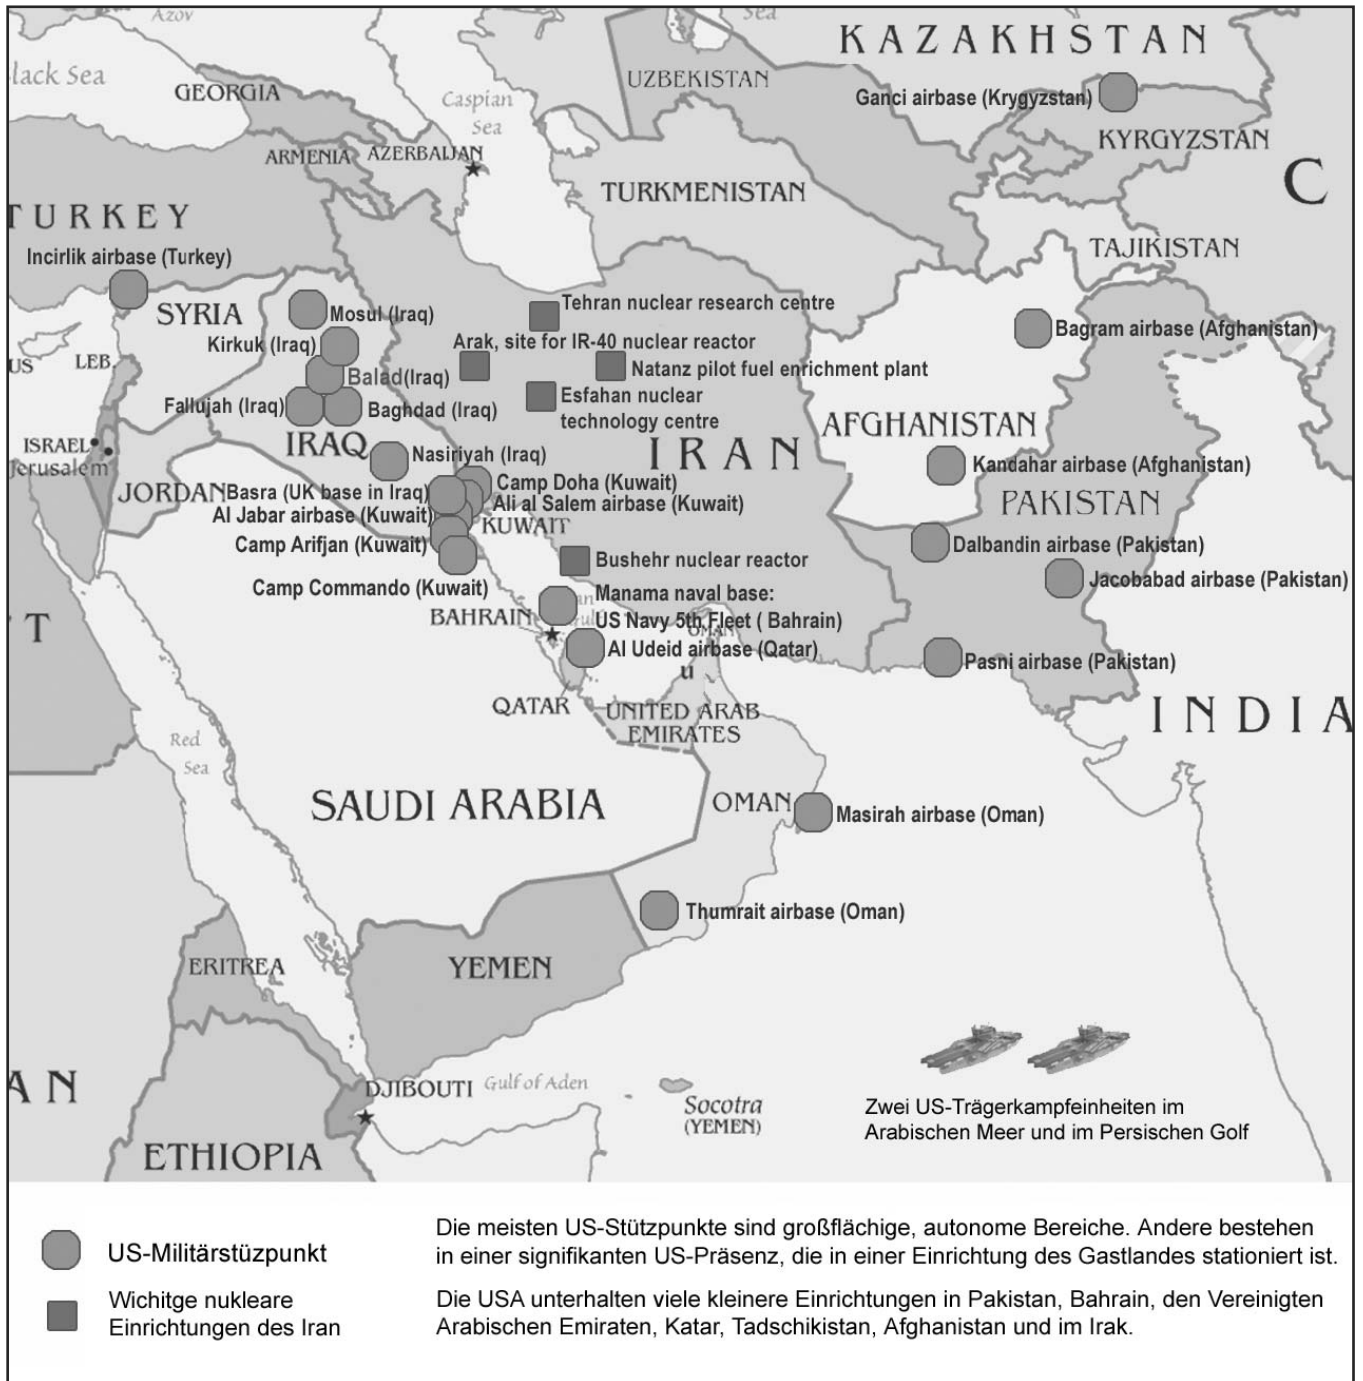 Azov
Sea
KAZAKHSTAN
lack Sea
GEORGIA
UZBEKISTAN
Caspian
Sea
Ganci airbase (Krygyzstan)
KYRGYZSTAN
ARMENIA
AZERBAIJAN
TURKMENISTAN
C
TURKEY
TAJIKISTAN
Incirlik airbase (Turkey)
SYRIA
Mosul (Iraq)
Tehran nuclear research centre
Bagram airbase (Afghanistan)
Kirkuk (Iraq)
Arak, site for IR-40 nuclear reactor
US
LEB.
Balad(Iraq)
Natanz pilot fuel enrichment plant
Fallujah (Iraq)
Baghdad (Iraq)
Esfahan nuclear
technology centre
AFGHANISTAN
ISRAEL
Jerusalem
IRAQ
Nasiriyah (Iraq)
IRAN
Kandahar airbase (Afghanistan)
JORDAN
Basra (UK base in Iraq)
Camp Doha (Kuwait)
Ali al Salem airbase (Kuwait)
PAKISTAN
Al Jabar airbase (Kuwait)
KUWAIT
Camp Arifjan (Kuwait)
Dalbandin airbase (Pakistan)
Camp Commando (Kuwait)
Bushehr nuclear reactor
Jacobabad airbase (Pakistan)
T
BAHRAIN
Manama naval base:
US Navy 5th Fleet ( Bahrain)
OMAN
Al Udeid airbase (Qatar)
u
Pasni airbase (Pakistan)
QATAR
UNITED ARAB
EMIRATES
INDIA
Red
Sea
SAUDI ARABIA
OMAN
Masirah airbase (Oman)
Thumrait airbase (Oman)
ERITREA
YEMEN
AN
DJIBOUTI
Gulf of Aden
Socotra
(YEMEN)
ETHIOPIA
Zwei US-Trägerkampfeinheiten im
Arabischen Meer und im Persischen Golf
US-Militärstüzpunkt
Die meisten US-Stützpunkte sind großflächige, autonome Bereiche. Andere bestehen
in einer signifikanten US-Präsenz, die in einer Einrichtung des Gastlandes stationiert ist.
Wichitge nukleare
Einrichtungen des Iran
Die USA unterhalten viele kleinere Einrichtungen in Pakistan, Bahrain, den Vereinigten
Arabischen Emiraten, Katar, Tadschikistan, Afghanistan und im Irak.